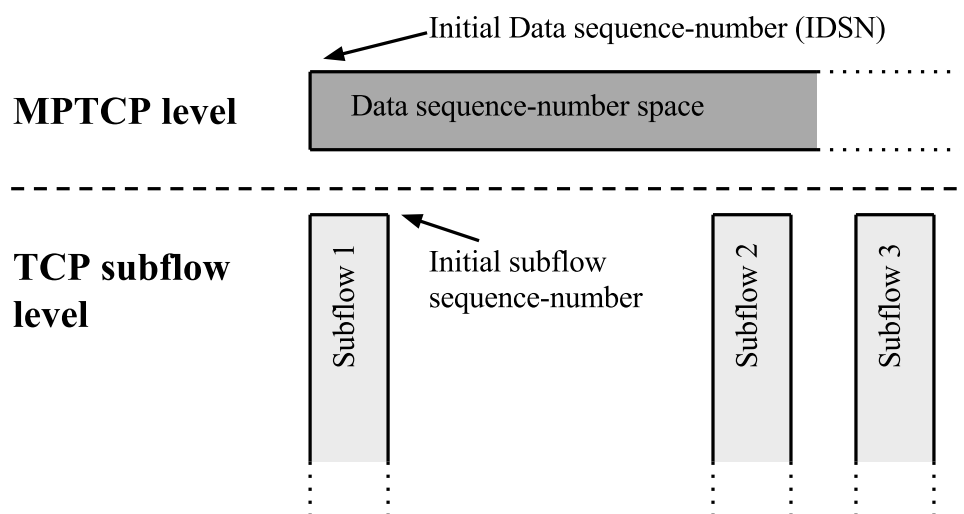 Initial Data sequence-number (IDSN)
MPTCP level
Data sequence-number space
TCP subflow
level
Subflow 1
Initial subflow
sequence-number
Subflow 2
Subflow 3